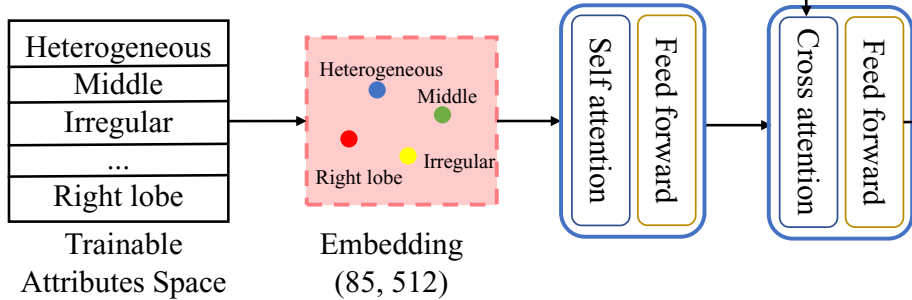 Heterogeneous
Middle
Irregular
...
Right lobe
Trainable
Attributes Space
Heterogeneous
Middle
Irregular
Right lobe
Embedding
(85, 512)
Self attention
Feed forward
Cross attention
Feed forward